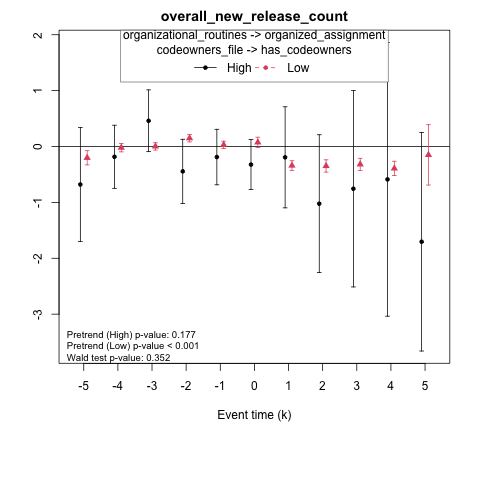 overall_new_release_count
organizational_routines -> organized_assignment
codeowners_file -> has_codeowners
High Low
2
1
0
-1
-2
-3
Pretrend (High) p-value: 0.177
Pretrend (Low) p-value < 0.001
Wald test p-value: 0.352
-5 -4 -3 -2 -1 0 1 2 3 4 5
Event time (k)